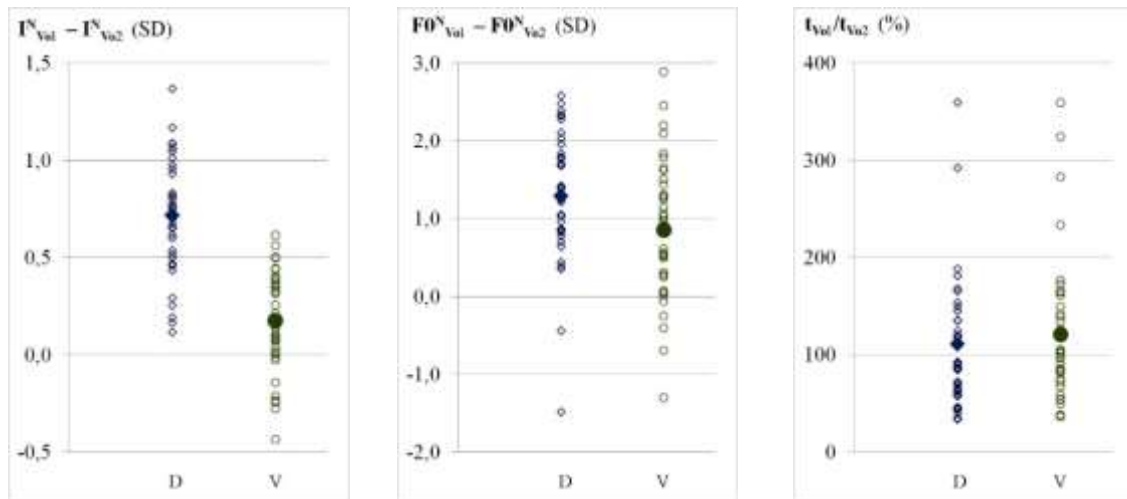 I^N_Vo1 – I^N_Vo2 (SD)
1,5
1,0
0,5
0,0
-0,5
D V
F0^N_Vo1 – F0^N_Vo2 (SD)
3,0
2,0
1,0
0,0
-1,0
-2,0
D V
t_Vo1/t_Vo2 (%)
400
300
200
100
0
D V